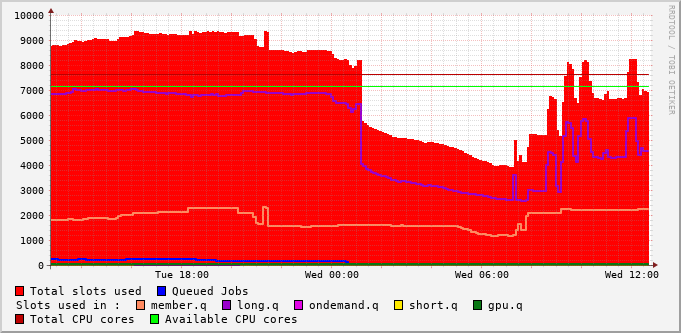 10000
9000
8000
7000
6000
5000
4000
3000
2000
1000
0
Tue 18:00 Wed 00:00 Wed 06:00 Wed 12:00
Total slots used Queued Jobs
Slots used in : member.q long.q ondemand.q short.q gpu.q
Total CPU cores Available CPU cores
RRDTOOL / TOBI OETIKER